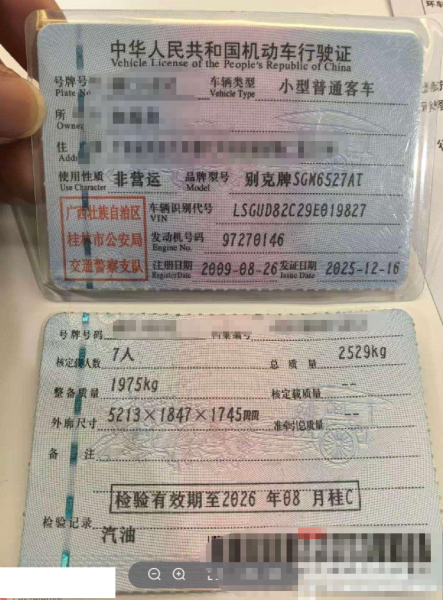 中华人民共和国机动车行驶证
Vehicle License of the People's Republic of China
号牌号 车辆类型 小型普通客车
Plate No Vehicle Type
所
Owner
住
Add
使用性质 非营运 品牌型号 别克牌SGM6527AT
Use Character Model
广西壮族自治区
桂林市公安局
交通警察支队
车辆识别代号 LSGUD82C29E019827
VIN
发动机号码 97270146
Engine No.
注册日期 2009-08-26 发证日期 2025-12-16
Register Date Issue Date
号牌号码 档案编号
核定载人数 7人 总质量 2529kg
整备质量 1975kg 核定载质量 --
外廓尺寸 5213×1847×1745mm 准牵引总质量 --
备注
检验有效期至2026 年08 月桂C
检验记录
汽油